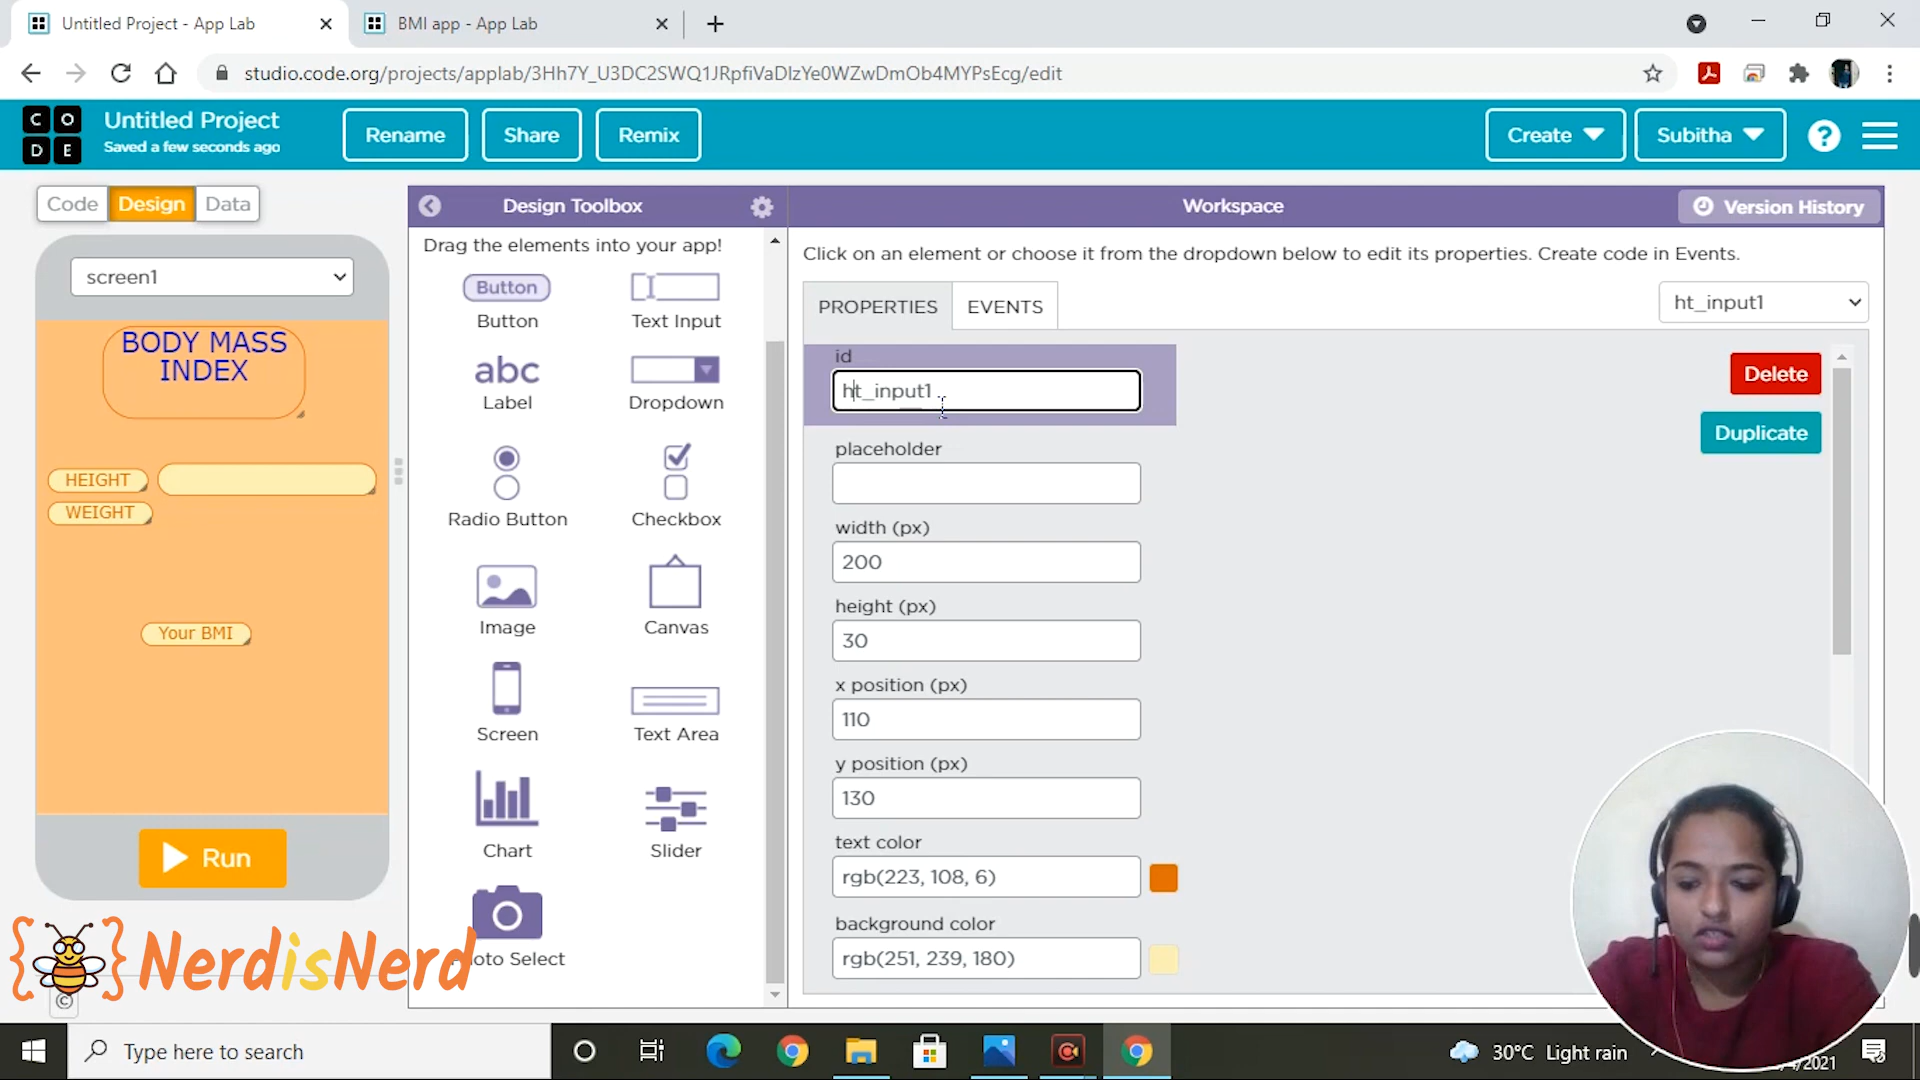 Untitled Project - App Lab
BMI app - App Lab
studio.code.org/projects/applab/3Hh7Y_U3DC2SWQ1JRpfiVaDlzYe0WZwDmOb4MYPsEcg/edit
C O
D E
Untitled Project
Saved a few seconds ago
Rename
Share
Remix
Create
Subitha
?
Code
Design
Data
Design Toolbox
Workspace
Version History
screen1
BODY MASS
INDEX
HEIGHT
WEIGHT
Your BMI
Run
Drag the elements into your app!
Button
Button
Text Input
abc
Label
Dropdown
Radio Button
Checkbox
Image
Canvas
Screen
Text Area
Chart
Slider
Photo Select
Click on an element or choose it from the dropdown below to edit its properties. Create code in Events.
PROPERTIES
EVENTS
ht_input1
id
ht_input1
Delete
Duplicate
placeholder
width (px)
200
height (px)
30
x position (px)
110
y position (px)
130
text color
rgb(223, 108, 6)
background color
rgb(251, 239, 180)
{NerdisNerd
©
Type here to search
30°C Light rain